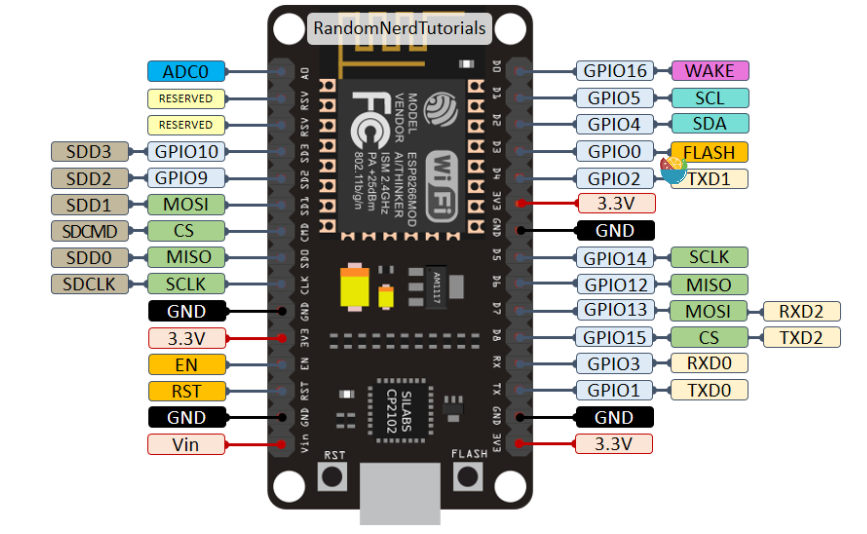 RandomNerdTutorials
ADC0
RESERVED
RESERVED
SDD3 GPIO10
SDD2 GPIO9
SDD1 MOSI
SDCMD CS
SDD0 MISO
SDCLK SCLK
GND
3.3V
EN
RST
GND
Vin
A0
RSV
RSV
SD3
SD2
SD1
CMD
SD0
CLK
GND
3V3
EN
RST
GND
Vin
MODEL
VENDOR
ESP8266MOD
AITHINKER
ISM 2.4GHz
PA +25dBm
802.11b/g/n
FC
Wi Fi
AM1117
SILABS
CP2102
RST
FLASH
D0
D1
D2
D3
D4
3V3
GND
D5
D6
D7
D8
RX
TX
GND
3V3
GPIO16 WAKE
GPIO5 SCL
GPIO4 SDA
GPIO0 FLASH
GPIO2 TXD1
3.3V
GND
GPIO14 SCLK
GPIO12 MISO
GPIO13 MOSI RXD2
GPIO15 CS TXD2
GPIO3 RXD0
GPIO1 TXD0
GND
3.3V